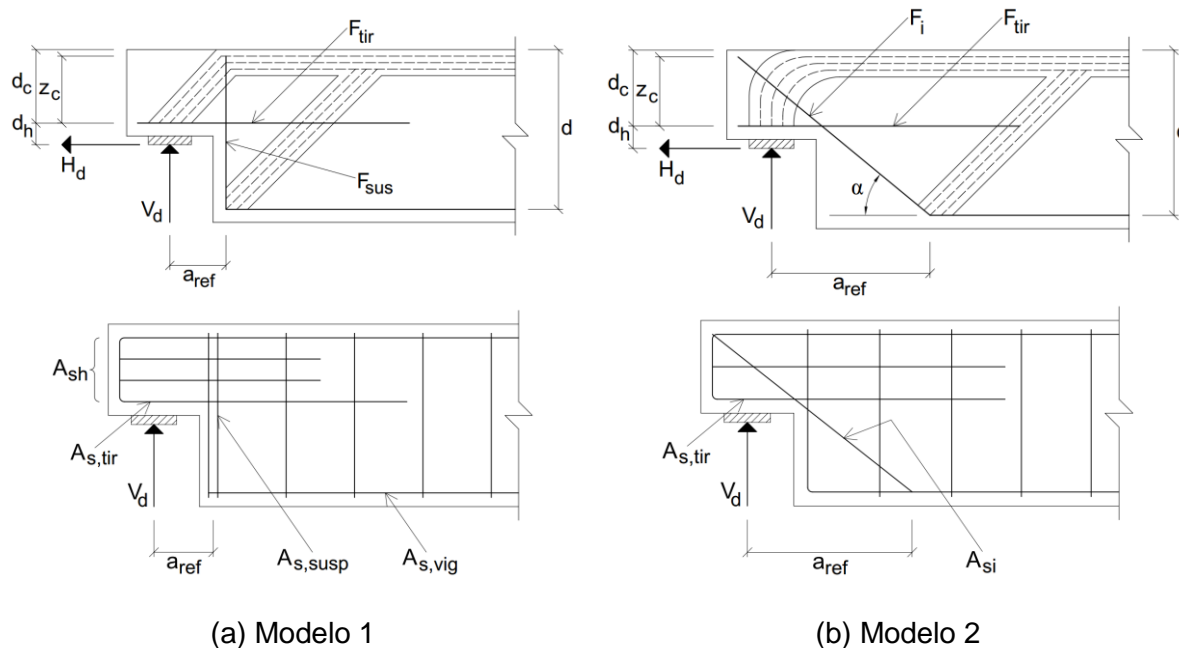 F_tir
d_c
z_c
d_h
H_d
V_d
F_sus
a_ref
d
A_sh
A_s,tir
V_d
a_ref
A_s,susp
A_s,vig
(a) Modelo 1
F_i
F_tir
d_c
z_c
d_h
H_d
V_d
α
a_ref
A_s,tir
V_d
a_ref
A_si
(b) Modelo 2